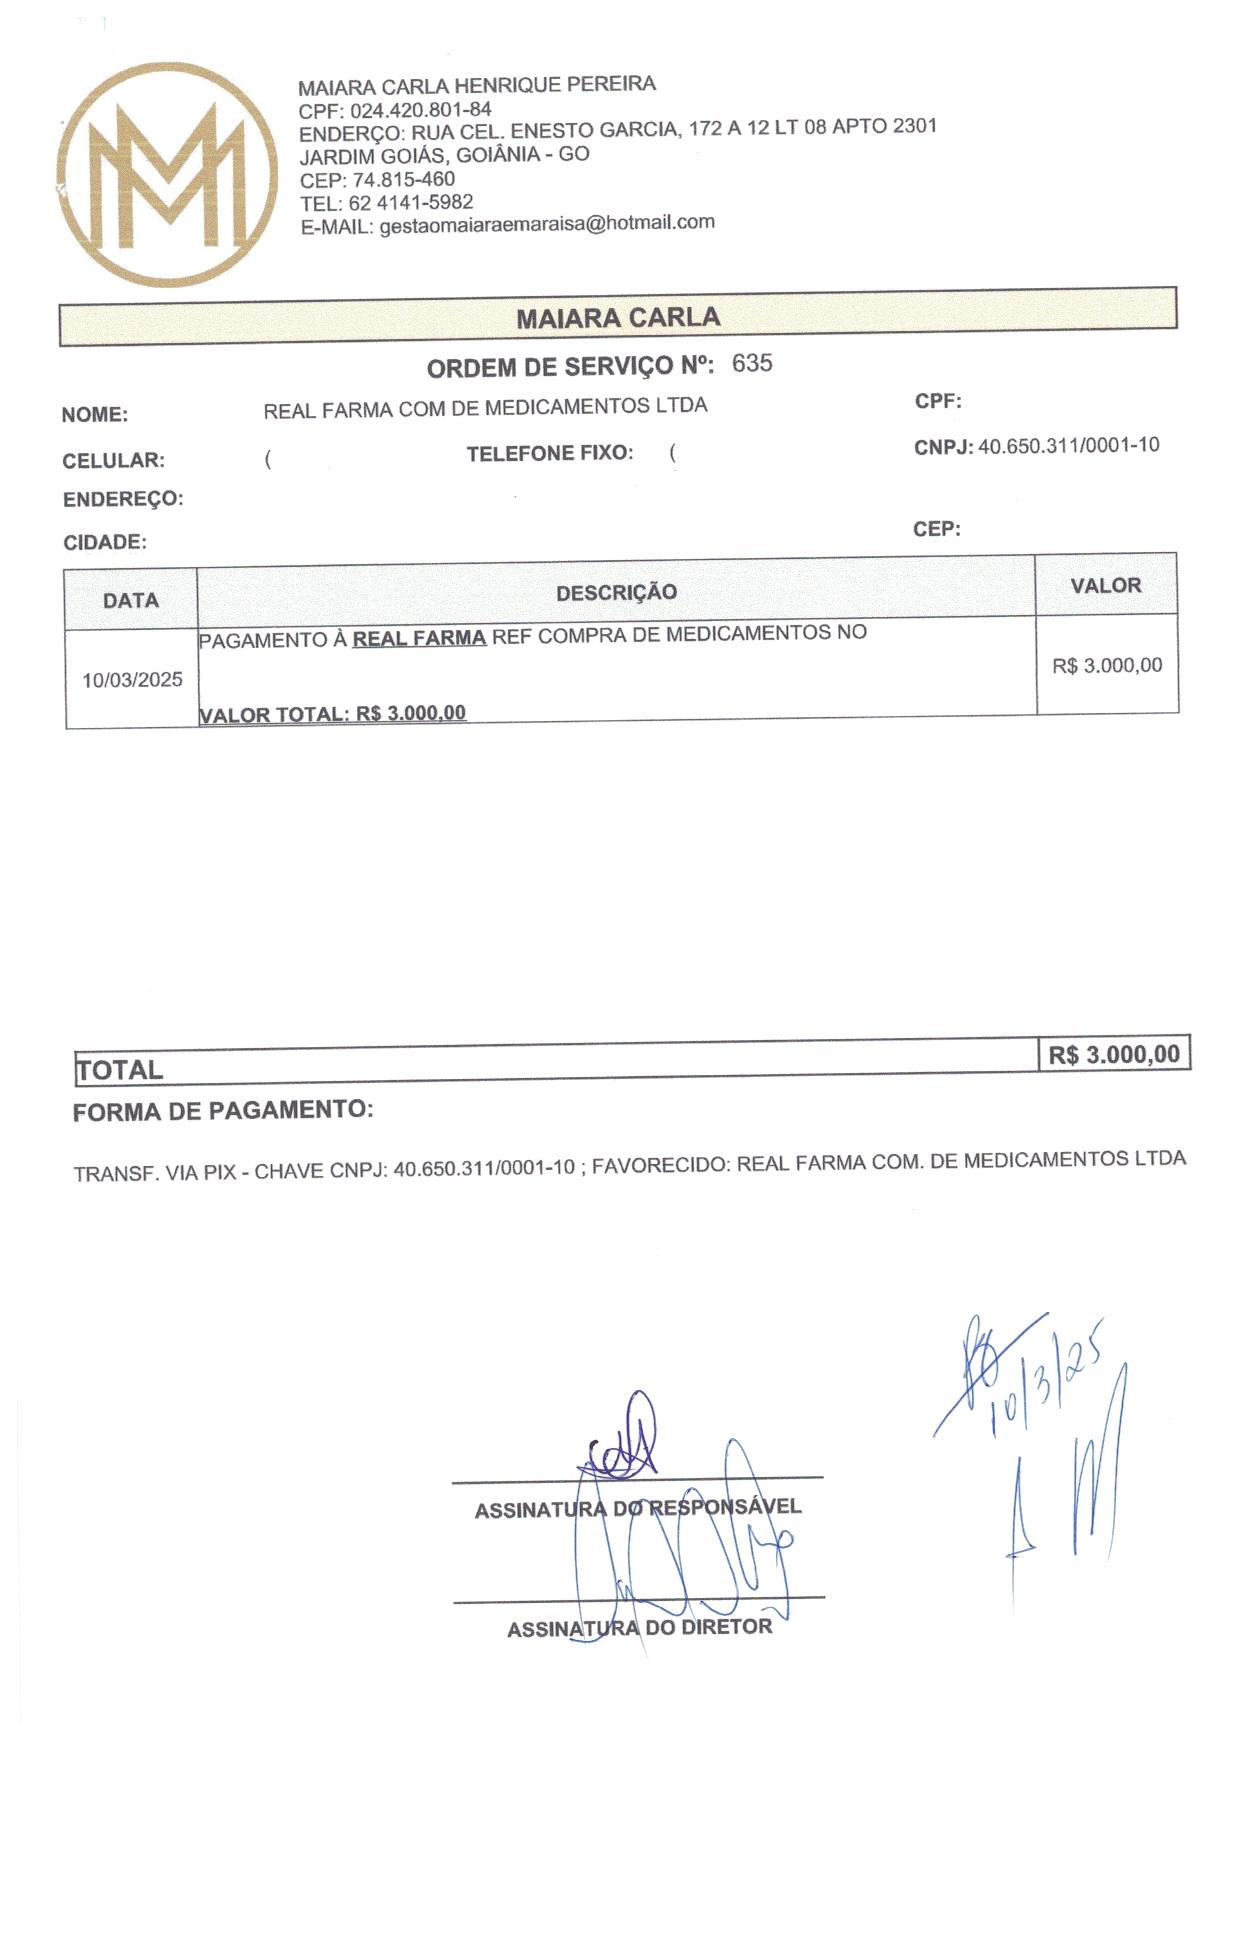 MAIARA CARLA HENRIQUE PEREIRA
CPF: 024.420.801-84
ENDERÇO: RUA CEL. ENESTO GARCIA, 172 A 12 LT 08 APTO 2301
JARDIM GOIÁS, GOIÂNIA - GO
CEP: 74.815-460
TEL: 62 4141-5982
E-MAIL: gestaomaiaraemaraisa@hotmail.com
MAIARA CARLA
ORDEM DE SERVIÇO Nº: 635
NOME: REAL FARMA COM DE MEDICAMENTOS LTDA CPF:
CELULAR: ( TELEFONE FIXO: ( CNPJ: 40.650.311/0001-10
ENDEREÇO:
CIDADE: CEP:
DATA DESCRIÇÃO VALOR
PAGAMENTO À REAL FARMA REF COMPRA DE MEDICAMENTOS NO
10/03/2025 R$ 3.000,00
VALOR TOTAL: R$ 3.000,00
TOTAL R$ 3.000,00
FORMA DE PAGAMENTO:
TRANSF. VIA PIX - CHAVE CNPJ: 40.650.311/0001-10 ; FAVORECIDO: REAL FARMA COM. DE MEDICAMENTOS LTDA
10/3/25
ASSINATURA DO RESPONSÁVEL
ASSINATURA DO DIRETOR